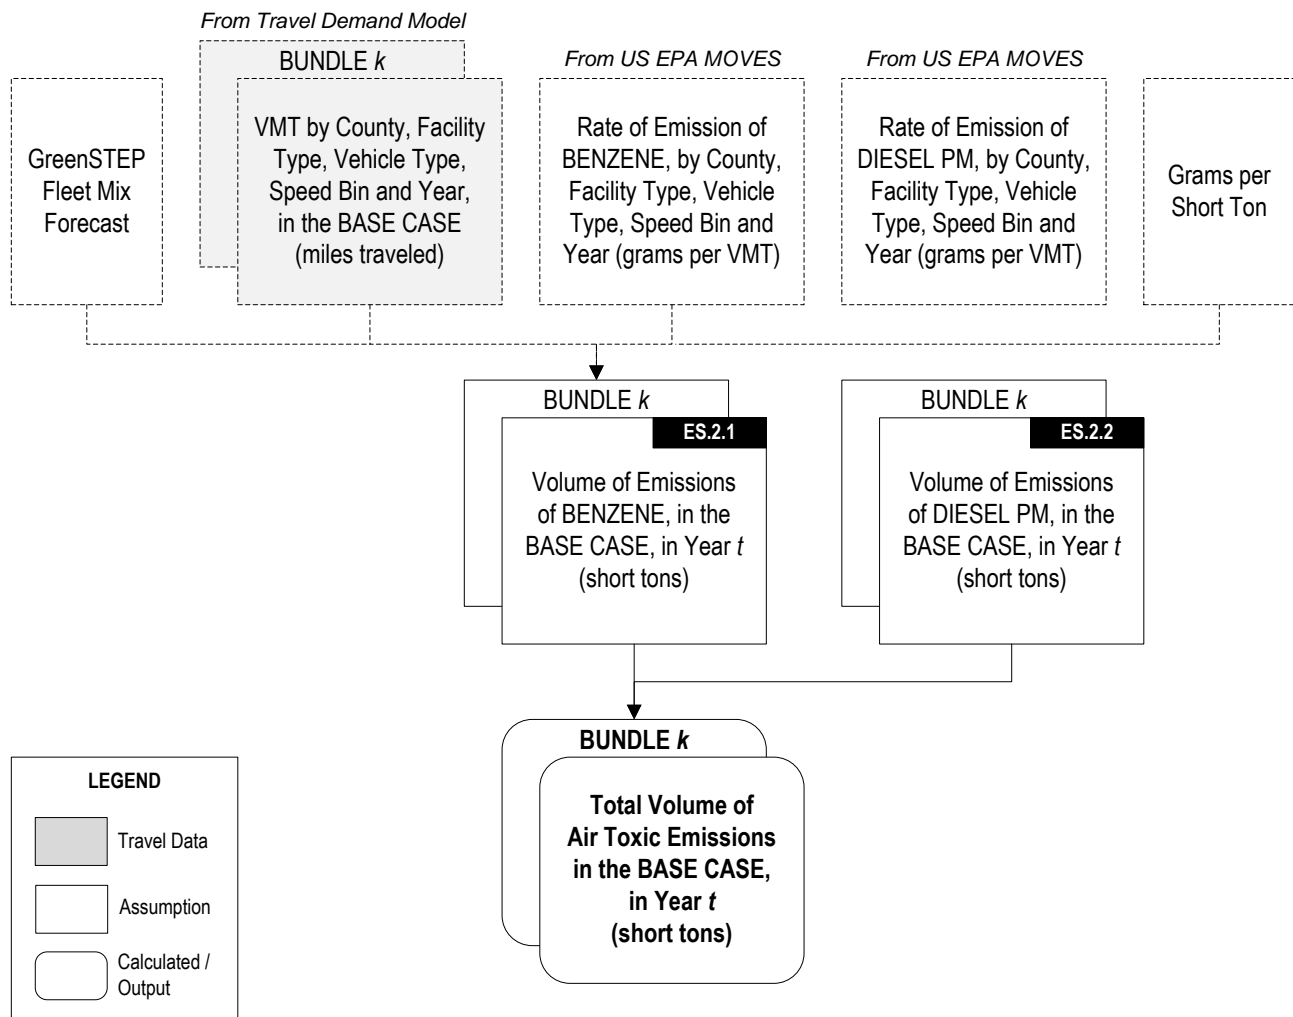 From Travel Demand Model
BUNDLE k
From US EPA MOVES
From US EPA MOVES
GreenSTEP
Fleet Mix
Forecast
VMT by County, Facility
Type, Vehicle Type,
Speed Bin and Year,
in the BASE CASE
(miles traveled)
Rate of Emission of
BENZENE, by County,
Facility Type, Vehicle
Type, Speed Bin and
Year (grams per VMT)
Rate of Emission of
DIESEL PM, by County,
Facility Type, Vehicle
Type, Speed Bin and
Year (grams per VMT)
Grams per
Short Ton
BUNDLE k
ES.2.1
Volume of Emissions
of BENZENE, in the
BASE CASE, in Year t
(short tons)
BUNDLE k
ES.2.2
Volume of Emissions
of DIESEL PM, in the
BASE CASE, in Year t
(short tons)
BUNDLE k
Total Volume of
Air Toxic Emissions
in the BASE CASE,
in Year t
(short tons)
LEGEND
Travel Data
Assumption
Calculated /
Output